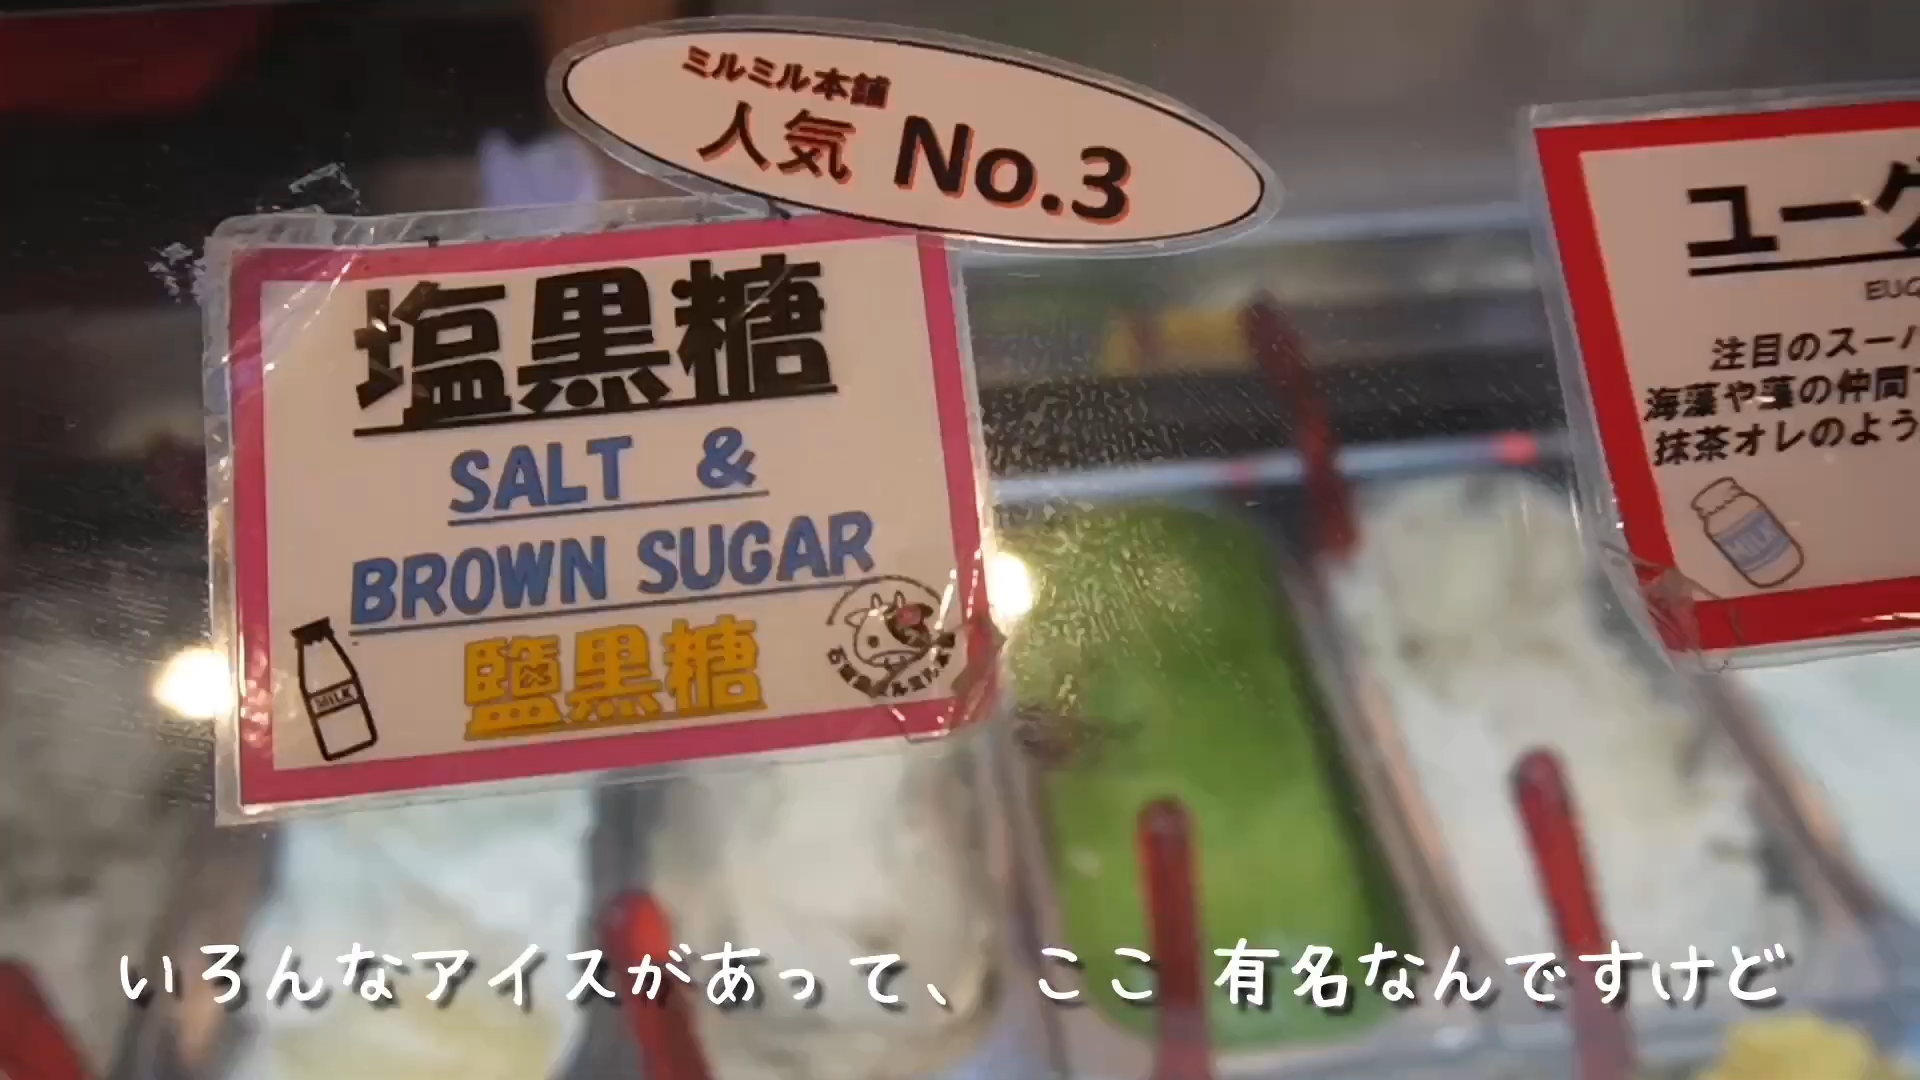 ミルミル本舗
人気 No.3
塩黒糖
SALT &
BROWN SUGAR
鹽黒糖
MILK
ユーグ
EUG
注目のスーパ
海藻や藻の仲間で
抹茶オレのよう
MILK
いろんなアイスがあって、 ここ 有名なんですけど